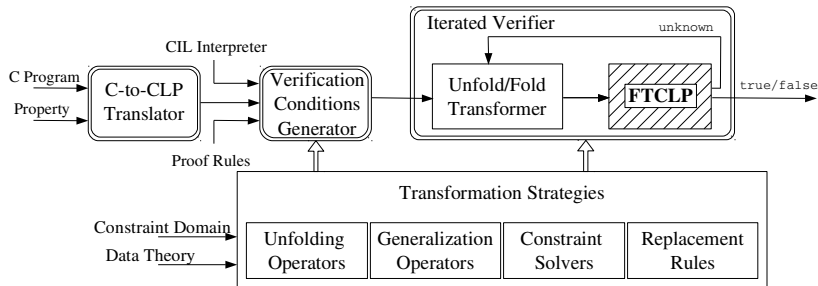 Iterated Verifier
unknown
CIL Interpreter
C Program
Property
C-to-CLP
Translator
Verification
Conditions
Generator
Unfold/Fold
Transformer
FTCLP
true/false
Proof Rules
Transformation Strategies
Constraint Domain
Data Theory
Unfolding
Operators
Generalization
Operators
Constraint
Solvers
Replacement
Rules